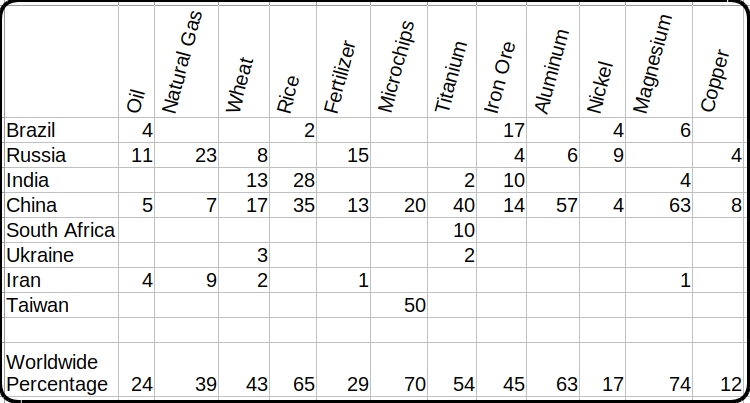 Oil Natural Gas Wheat Rice Fertilizer Microchips Titanium Iron Ore Aluminum Nickel Magnesium Copper
Brazil 4 2 17 4 6
Russia 11 23 8 15 4 6 9 4
India 13 28 2 10 4
China 5 7 17 35 13 20 40 14 57 4 63 8
South Africa 10
Ukraine 3 2
Iran 4 9 2 1 1
Taiwan 50
Worldwide
Percentage 24 39 43 65 29 70 54 45 63 17 74 12